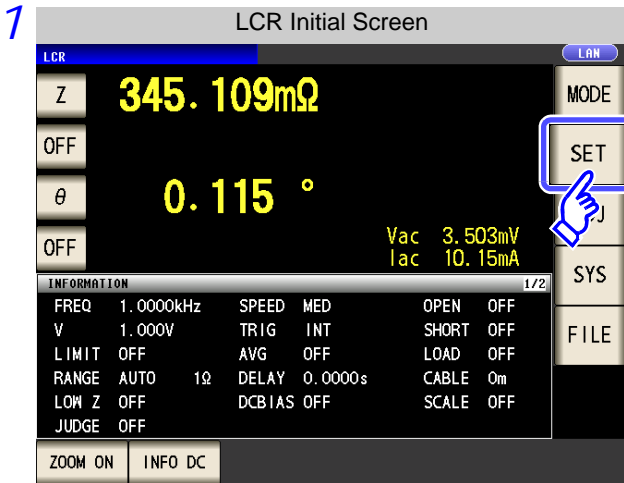 1
LCR Initial Screen
LCR
LAN
Z 345.109mΩ
MODE
OFF
SET
θ 0.115 °
OFF
Vac 3.503mV
Iac 10.15mA
SYS
INFORMATION 1/2
FREQ 1.0000kHz SPEED MED OPEN OFF
V 1.000V TRIG INT SHORT OFF
FILE
LIMIT OFF AVG OFF LOAD OFF
RANGE AUTO 1Ω DELAY 0.0000s CABLE 0m
LOW Z OFF DCBIAS OFF SCALE OFF
JUDGE OFF
ZOOM ON INFO DC